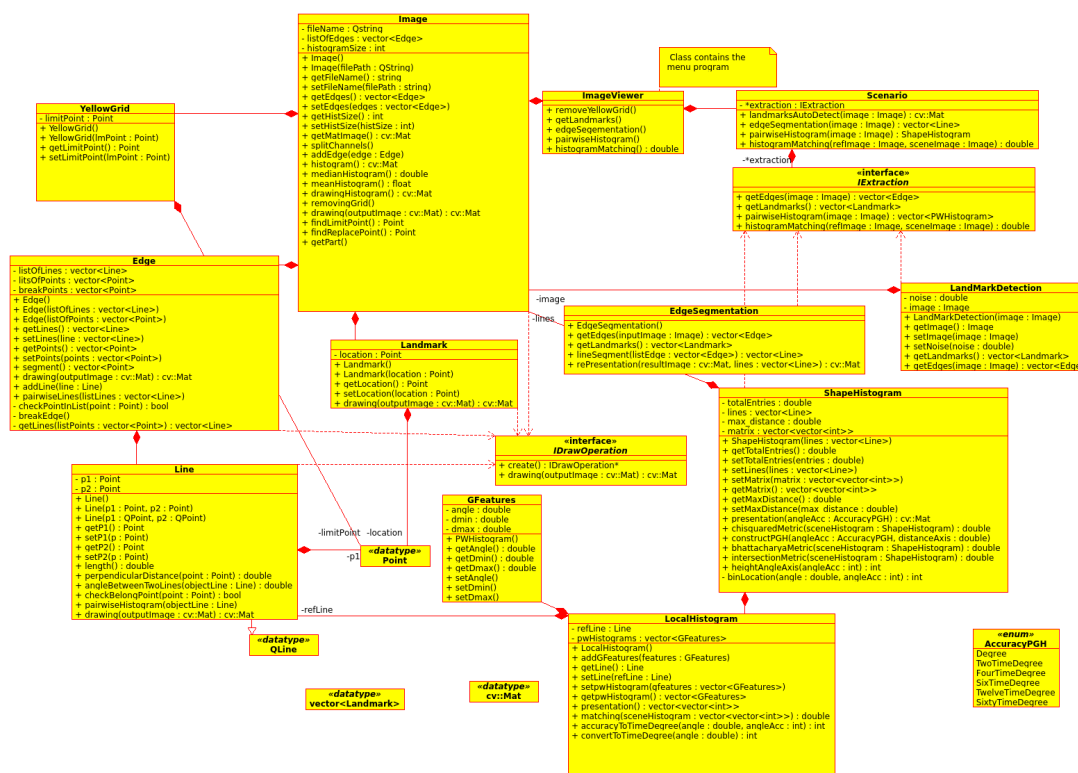 Image
- fileName : Qstring
- listOfEdges : vector<Edge>
- histogramSize : int
+ Image()
+ Image(filePath : QString)
+ getFileName() : string
+ setFileName(filePath : string)
+ getEdges() : vector<Edge>
+ setEdges(edges : vector<Edge>)
+ getHistSize() : int
+ setHistSize(histSize : int)
+ getMatImage() : cv::Mat
+ splitChannels()
+ addEdge(edge : Edge)
+ histogram() : cv::Mat
+ medianHistogram() : double
+ meanHistogram() : float
+ drawingHistogram() : cv::Mat
+ removingGrid()
+ drawing(outputImage : cv::Mat) : cv::Mat
+ findLimitPoint() : Point
+ findReplacePoint() : Point
+ getPart()
Class contains the
menu program
YellowGrid
- limitPoint : Point
+ YellowGrid()
+ YellowGrid(lmPoint : Point)
+ getLimitPoint() : Point
+ setLimitPoint(lmPoint : Point)
ImageViewer
+ removeYellowGrid()
+ getLandmarks()
+ edgeSegementation()
+ pairwiseHistogram()
+ histogramMatching() : double
Scenario
- *extraction : IExtraction
+ landmarksAutoDetect(image : Image) : cv::Mat
+ edgeSegmentation(image : Image) : vector<Line>
+ pairwiseHistogram(image : Image) : ShapeHistogram
+ histogramMatching(refImage : Image, sceneImage : Image) : double
-*extraction
«interface»
IExtraction
+ getEdges(image : Image) : vector<Edge>
+ getLandmarks() : vector<Landmark>
+ pairwiseHistogram(image : Image) : vector<PWHistogram>
+ histogramMatching(refImage : Image, sceneImage : Image) : double
Edge
- listOfLines : vector<Line>
- litsOfPoints : vector<Point>
- breakPoints : vector<Point>
+ Edge()
+ Edge(listOfLines : vector<Line>)
+ Edge(listOfPoints : vector<Point>)
+ getLines() : vector<Line>
+ setLines(line : vector<Line>)
+ getPoints() : vector<Point>
+ setPoints(points : vector<Point>)
+ segment() : vector<Point>
+ drawing(outputImage : cv::Mat) : cv::Mat
+ addLine(line : Line)
+ pairwiseLines(listLines : vector<Line>)
- checkPointInList(point : Point) : bool
- breakEdge()
- getLines(listPoints : vector<Point>) : vector<Line>
-image
-lines
LandMarkDetection
- noise : double
- image : Image
+ LandMarkDetection(image : Image)
+ getImage() : Image
+ setImage(image : Image)
+ setNoise(noise : double)
+ getLandmarks() : vector<Landmark>
+ getEdges(image : Image) : vector<Edge
EdgeSegmentation
+ EdgeSegmentation()
+ getEdges(inputImage : Image) : vector<Edge>
+ getLandmarks() : vector<Landmark>
+ lineSegment(listEdge : vector<Edge>) : vector<Line>
+ rePresentation(resultImage : cv::Mat, lines : vector<Line>) : cv::Mat
Landmark
- location : Point
+ Landmark()
+ Landmark(location : Point)
+ getLocation() : Point
+ setLocation(location : Point)
+ drawing(outputImage : cv::Mat) : cv::Mat
ShapeHistogram
- totalEntries : double
- lines : vector<Line>
- max_distance : double
- matrix : vector<vector<int>>
+ ShapeHistogram(lines : vector<Line>)
+ getTotalEntries() : double
+ setTotalEntries(entries : double)
+ setLines(lines : vector<Line>)
+ setMatrix(matrix : vector<vector<int>>)
+ getMatrix() : vector<vector<int>>
+ getMaxDistance() : double
+ setMaxDistance(max_distance : double)
+ presentation(angleAcc : AccuracyPGH) : cv::Mat
+ chisquaredMetric(sceneHistogram : ShapeHistogram) : double
+ constructPGH(angleAcc : AccuracyPGH, distanceAxis : double)
+ bhattacharyaMetric(sceneHistogram : ShapeHistogram) : double
+ intersectionMetric(sceneHistogram : ShapeHistogram) : double
+ heightAngleAxis(angleAcc : int) : int
- binLocation(angle : double, angleAcc : int) : int
«interface»
IDrawOperation
+ create() : IDrawOperation*
+ drawing(outputImage : cv::Mat) : cv::Mat
Line
- p1 : Point
- p2 : Point
+ Line()
+ Line(p1 : Point, p2 : Point)
+ Line(p1 : QPoint, p2 : QPoint)
+ getP1() : Point
+ setP1(p : Point)
+ getP2() : Point
+ setP2(p : Point)
+ length() : double
+ perpendicularDistance(point : Point) : double
+ angleBetweenTwoLines(objectLine : Line) : double
+ checkBelongPoint(point : Point) : bool
+ pairwiseHistogram(objectLine : Line)
+ drawing(outputImage : cv::Mat) : cv::Mat
GFeatures
- angle : double
- dmin : double
- dmax : double
+ PWHistogram()
+ getAngle() : double
+ getDmin() : double
+ getDmax() : double
+ setAngle()
+ setDmin()
+ setDmax()
-limitPoint
-location
-p1
«datatype»
Point
-refLine
«datatype»
QLine
LocalHistogram
- refLine : Line
- pwHistograms : vector<GFeatures>
+ LocalHistogram()
+ addGFeatures(features : GFeatures)
+ getLine() : Line
+ setLine(refLine : Line)
+ setpwHistogram(gfeatures : vector<GFeatures>)
+ getpwHistogram() : vector<GFeatures>
+ presentation() : vector<vector<int>>
+ matching(sceneHistogram : vector<vector<int>>) : double
+ accuracyToTimeDegree(angle : double, angleAcc : int) : int
+ convertToTimeDegree(angle : double) : int
«enum»
AccuracyPGH
Degree
TwoTimeDegree
FourTimeDegree
SixTimeDegree
TwelveTimeDegree
SixtyTimeDegree
«datatype»
vector<Landmark>
«datatype»
cv::Mat